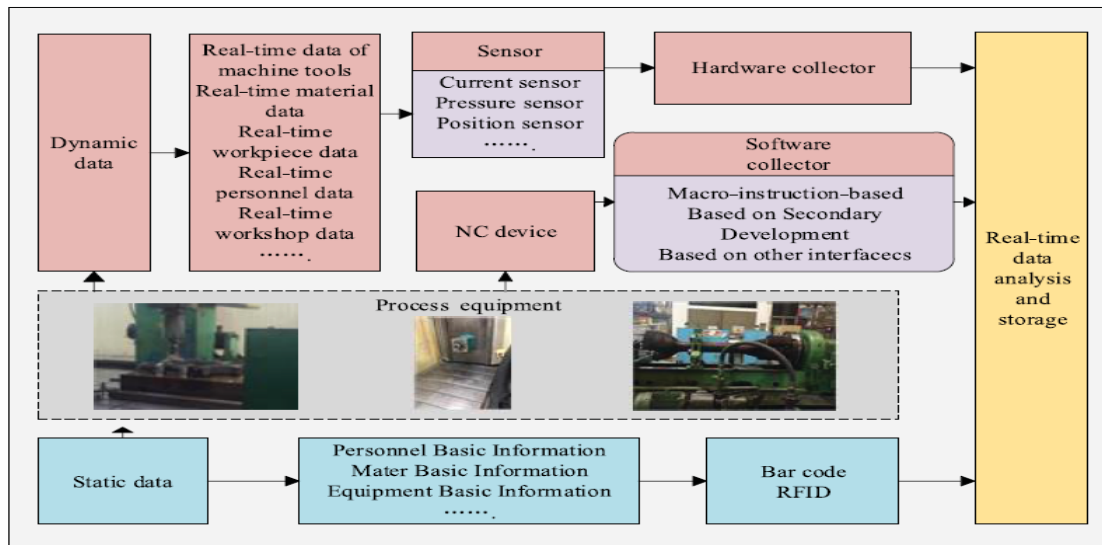 Dynamic
data
Real-time data of
machine tools
Real-time material
data
Real-time
workpiece data
Real-time
personnel data
Real-time
workshop data
…….
Sensor
Current sensor
Pressure sensor
Position sensor
…….
Hardware collector
NC device
Software
collector
Macro-instruction-based
Based on Secondary
Development
Based on other interfacecs
Real-time
data
analysis
and
storage
Process equipment
Static data
Personnel Basic Information
Mater Basic Information
Equipment Basic Information
…….
Bar code
RFID